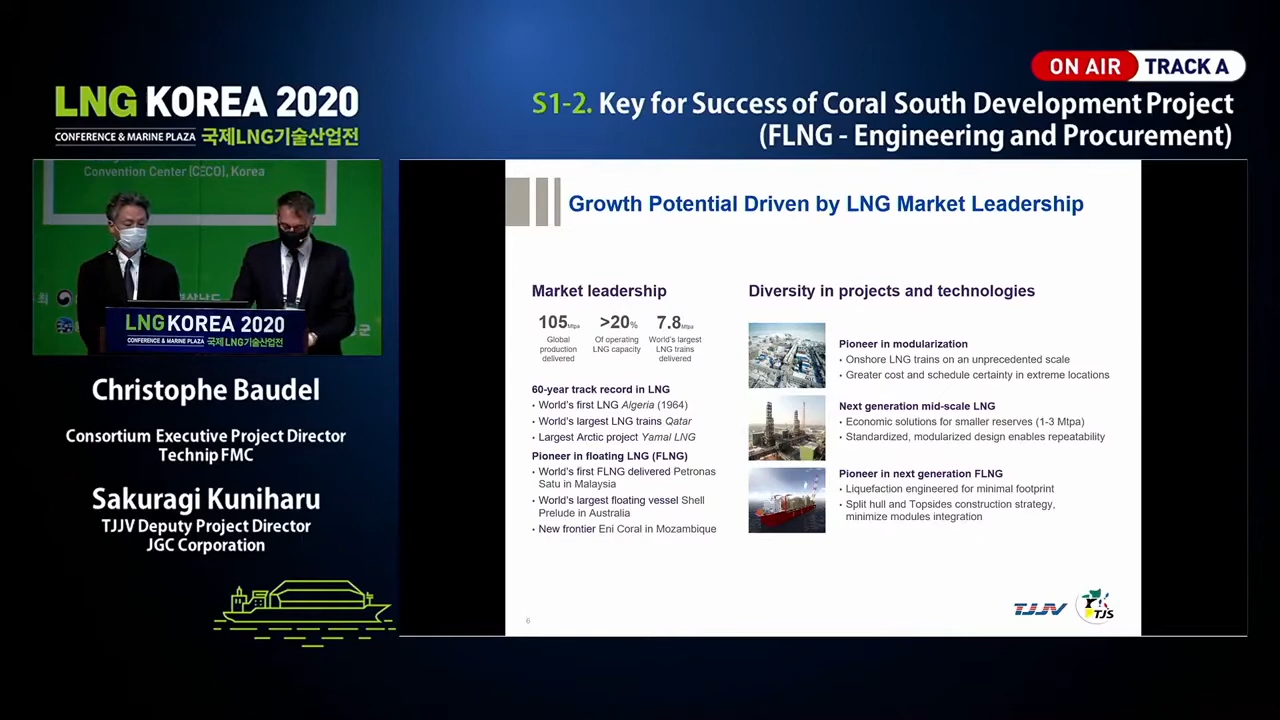 ON AIR TRACK A
LNG KOREA 2020
CONFERENCE & MARINE PLAZA 국제LNG기술산업전
S1-2. Key for Success of Coral South Development Project
(FLNG - Engineering and Procurement)
Convention Center (CECO), Korea
LNG KOREA 2020
CONFERENCE & MARINE PLAZA 국제LNG기술산업전
Christophe Baudel
Consortium Executive Project Director
Technip FMC
Sakuragi Kuniharu
TJJV Deputy Project Director
JGC Corporation
Growth Potential Driven by LNG Market Leadership
Market leadership
105 Mtpa >20% 7.8 Mtpa
Global production delivered
Of operating LNG capacity
World's largest LNG trains delivered
60-year track record in LNG
• World's first LNG Algeria (1964)
• World's largest LNG trains Qatar
• Largest Arctic project Yamal LNG
Pioneer in floating LNG (FLNG)
• World's first FLNG delivered Petronas
Satu in Malaysia
• World's largest floating vessel Shell
Prelude in Australia
• New frontier Eni Coral in Mozambique
Diversity in projects and technologies
Pioneer in modularization
• Onshore LNG trains on an unprecedented scale
• Greater cost and schedule certainty in extreme locations
Next generation mid-scale LNG
• Economic solutions for smaller reserves (1-3 Mtpa)
• Standardized, modularized design enables repeatability
Pioneer in next generation FLNG
• Liquefaction engineered for minimal footprint
• Split hull and Topsides construction strategy,
minimize modules integration
6
TJJV
TJS